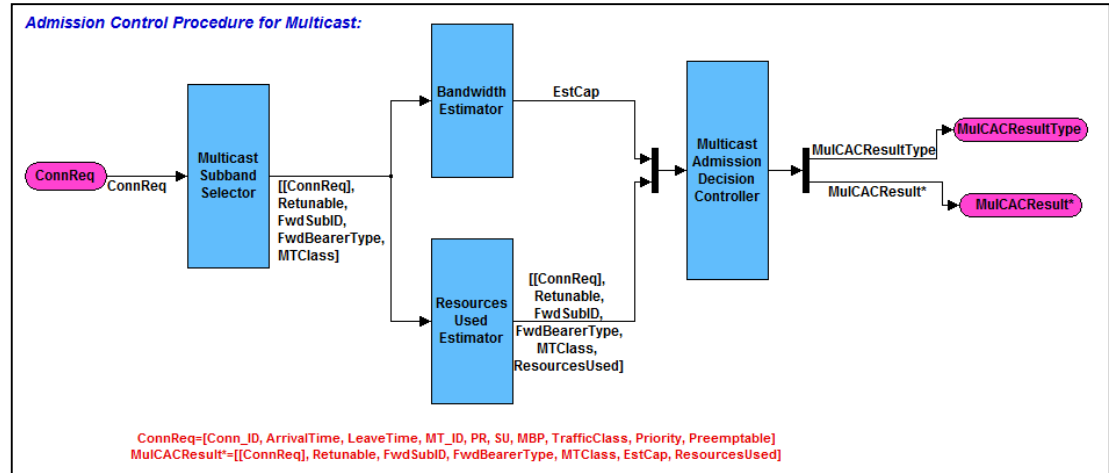 Admission Control Procedure for Multicast:
ConnReq
ConnReq
Multicast
Subband
Selector
[[ConnReq],
Retunable,
FwdSubID,
FwdBearerType,
MTClass]
Bandwidth
Estimator
EstCap
Resources
Used
Estimator
[[ConnReq],
Retunable,
FwdSubID,
FwdBearerType,
MTClass,
ResourcesUsed]
Multicast
Admission
Decision
Controller
MulCACResultType
MulCACResult*
MulCACResultType
MulCACResult*
ConnReq=[Conn_ID, ArrivalTime, LeaveTime, MT_ID, PR, SU, MBP, TrafficClass, Priority, Preemptable]
MulCACResult*=[[ConnReq], Retunable, FwdSubID, FwdBearerType, MTClass, EstCap, ResourcesUsed]